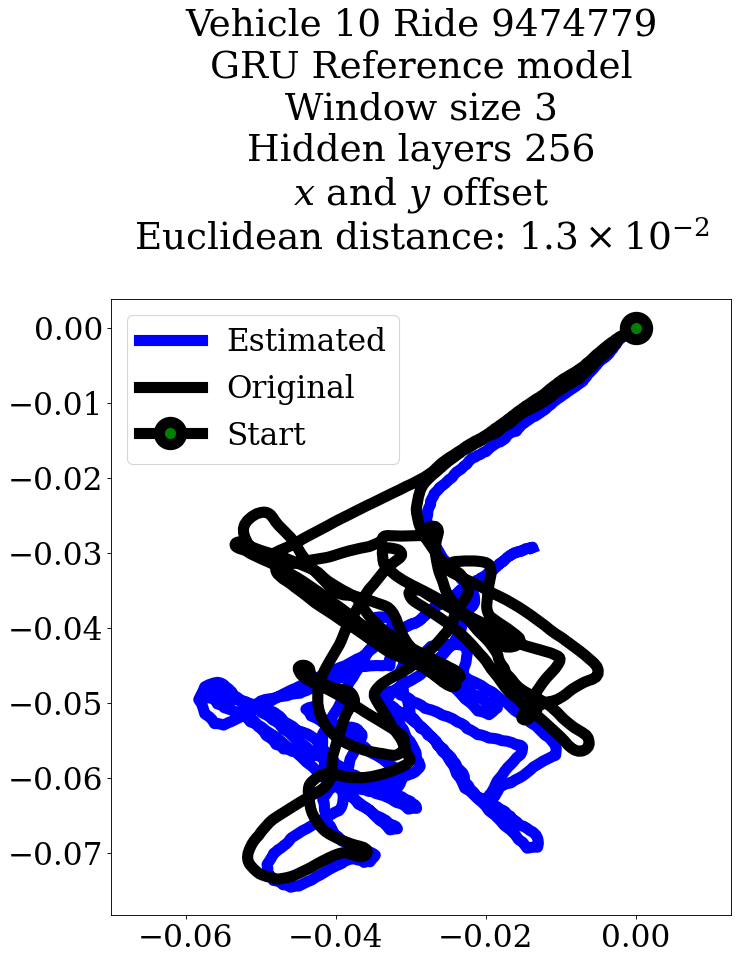 Vehicle 10 Ride 9474779
GRU Reference model
Window size 3
Hidden layers 256
x and y offset
Euclidean distance: 1.3 × 10⁻²
Estimated
Original
Start
0.00
−0.01
−0.02
−0.03
−0.04
−0.05
−0.06
−0.07
−0.06 −0.04 −0.02 0.00